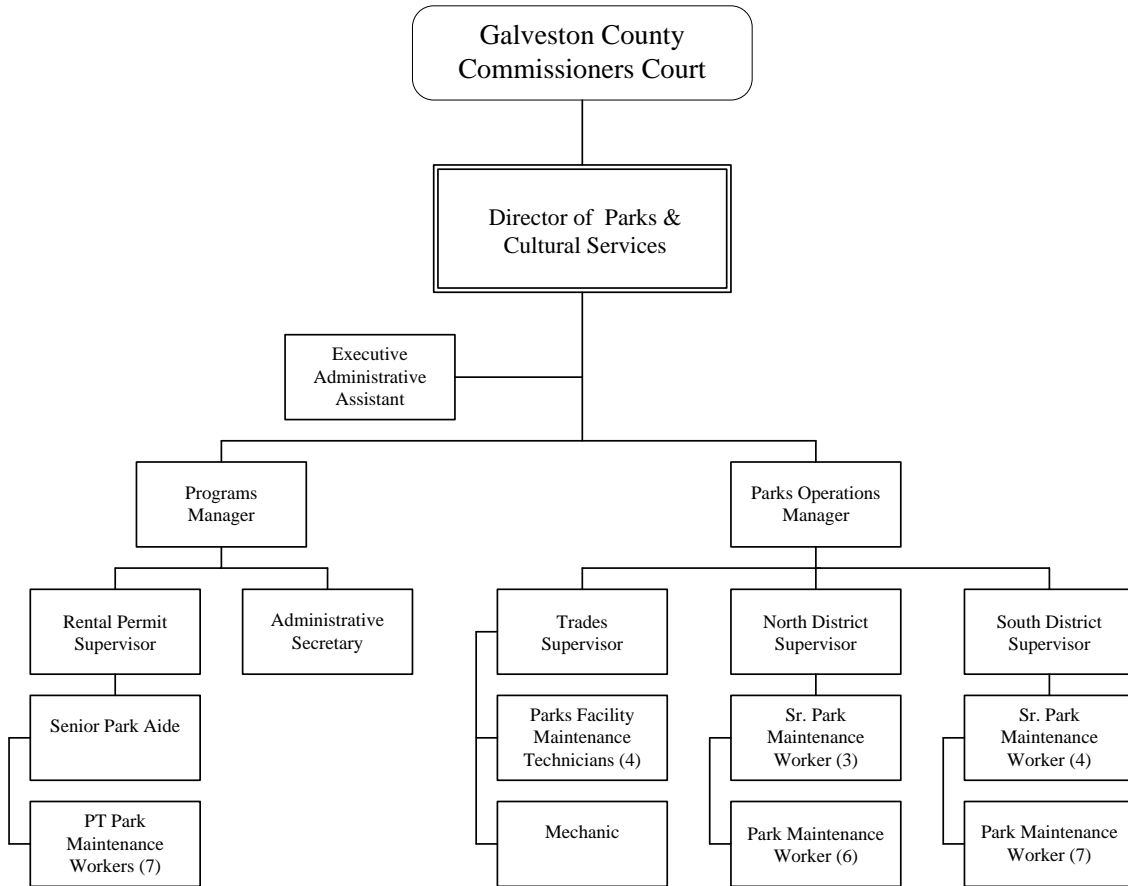 Galveston County
Commissioners Court
Director of Parks &
Cultural Services
Executive
Administrative
Assistant
Programs
Manager
Parks Operations
Manager
Rental Permit
Supervisor
Administrative
Secretary
Trades
Supervisor
North District
Supervisor
South District
Supervisor
Senior Park Aide
Parks Facility
Maintenance
Technicians (4)
Sr. Park
Maintenance
Worker (3)
Sr. Park
Maintenance
Worker (4)
PT Park
Maintenance
Workers (7)
Mechanic
Park Maintenance
Worker (6)
Park Maintenance
Worker (7)